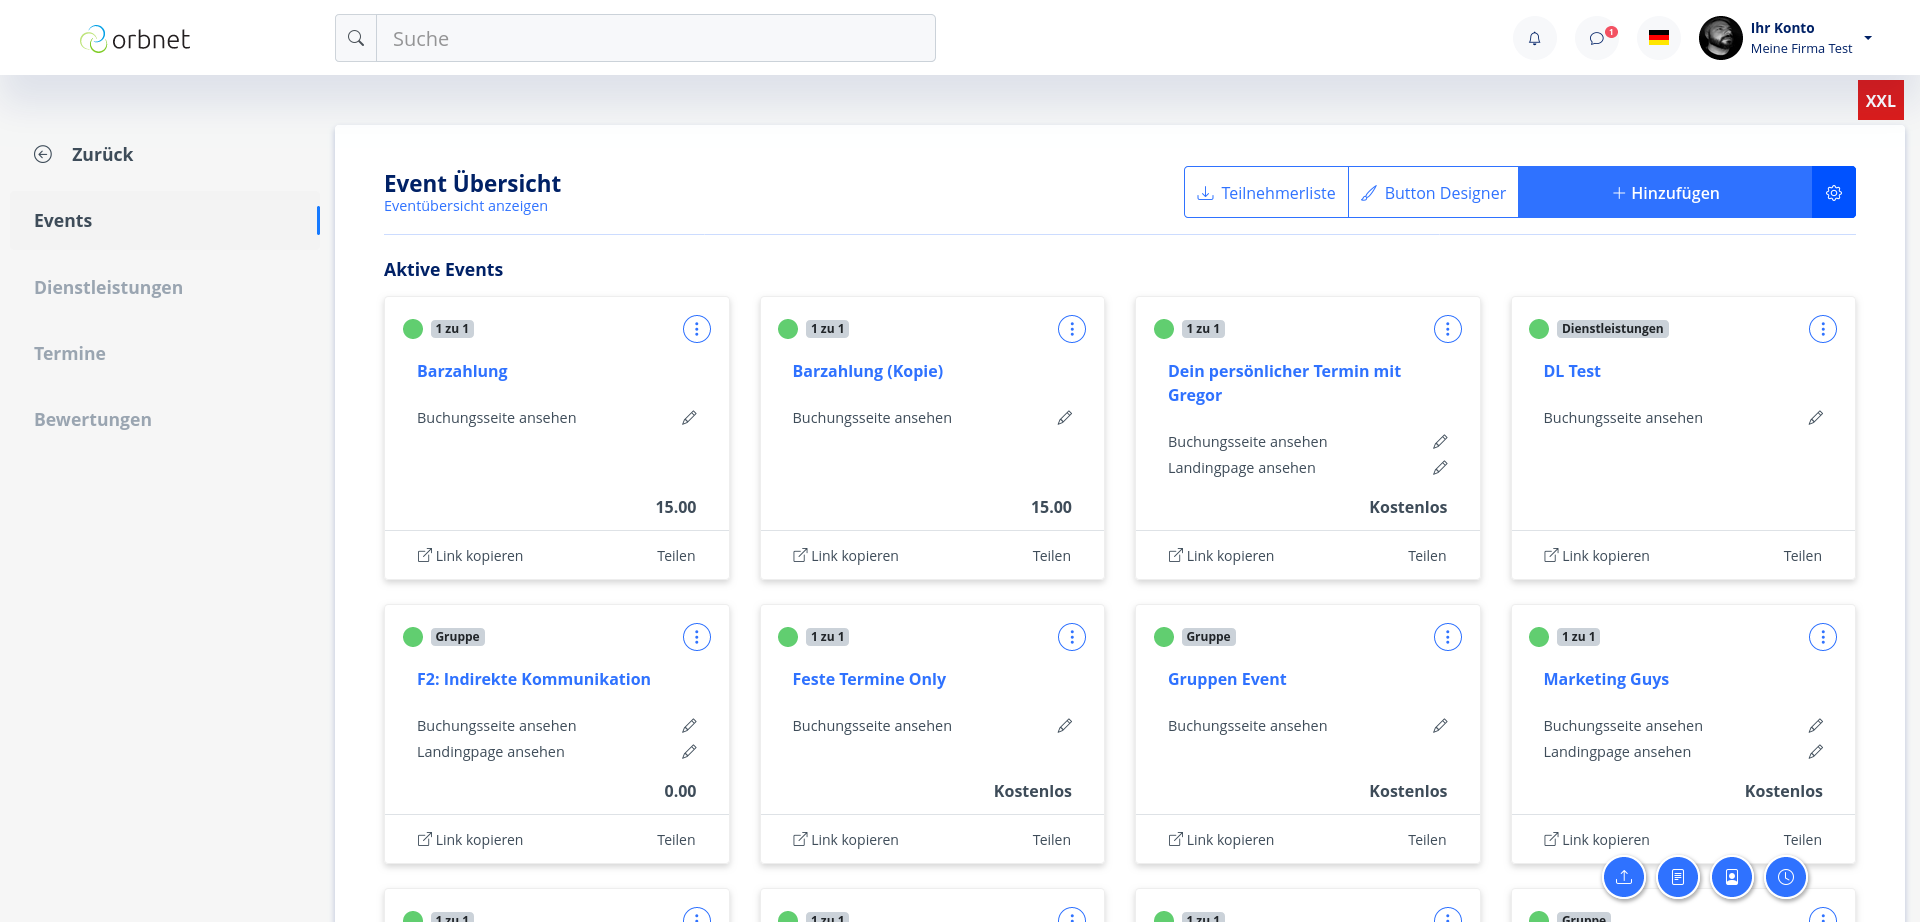 orbnet
Suche
1
Ihr Konto
Meine Firma Test
XXL
Zurück
Events
Dienstleistungen
Termine
Bewertungen
Event Übersicht
Eventübersicht anzeigen
Teilnehmerliste
Button Designer
Hinzufügen
Aktive Events
1 zu 1
Barzahlung
Buchungsseite ansehen
15.00
Link kopieren Teilen
1 zu 1
Barzahlung (Kopie)
Buchungsseite ansehen
15.00
Link kopieren Teilen
1 zu 1
Dein persönlicher Termin mit
Gregor
Buchungsseite ansehen
Landingpage ansehen
Kostenlos
Link kopieren Teilen
Dienstleistungen
DL Test
Buchungsseite ansehen
Link kopieren Teilen
Gruppe
F2: Indirekte Kommunikation
Buchungsseite ansehen
Landingpage ansehen
0.00
Link kopieren Teilen
1 zu 1
Feste Termine Only
Buchungsseite ansehen
Kostenlos
Link kopieren Teilen
Gruppe
Gruppen Event
Buchungsseite ansehen
Kostenlos
Link kopieren Teilen
1 zu 1
Marketing Guys
Buchungsseite ansehen
Landingpage ansehen
Kostenlos
Link kopieren Teilen
1 zu 1
1 zu 1
1 zu 1
Gruppe